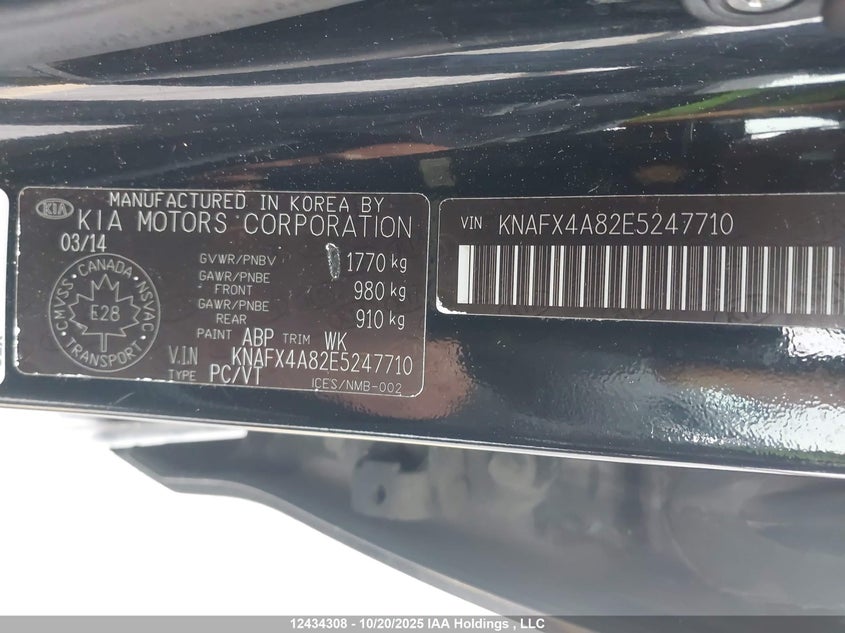 KIA
MANUFACTURED IN KOREA BY
KIA MOTORS CORPORATION
03/14
GVWR/PNBV 1770 kg
GAWR/PNBE FRONT 980 kg
GAWR/PNBE REAR 910 kg
PAINT ABP TRIM WK
V.I.N KNAFX4A82E5247710
TYPE PC/VT
ICES/NMB-002
CANADA
CMVSS
NSVAC
E28
TRANSPORT
VIN KNAFX4A82E5247710
12434308 - 10/20/2025 IAA Holdings , LLC